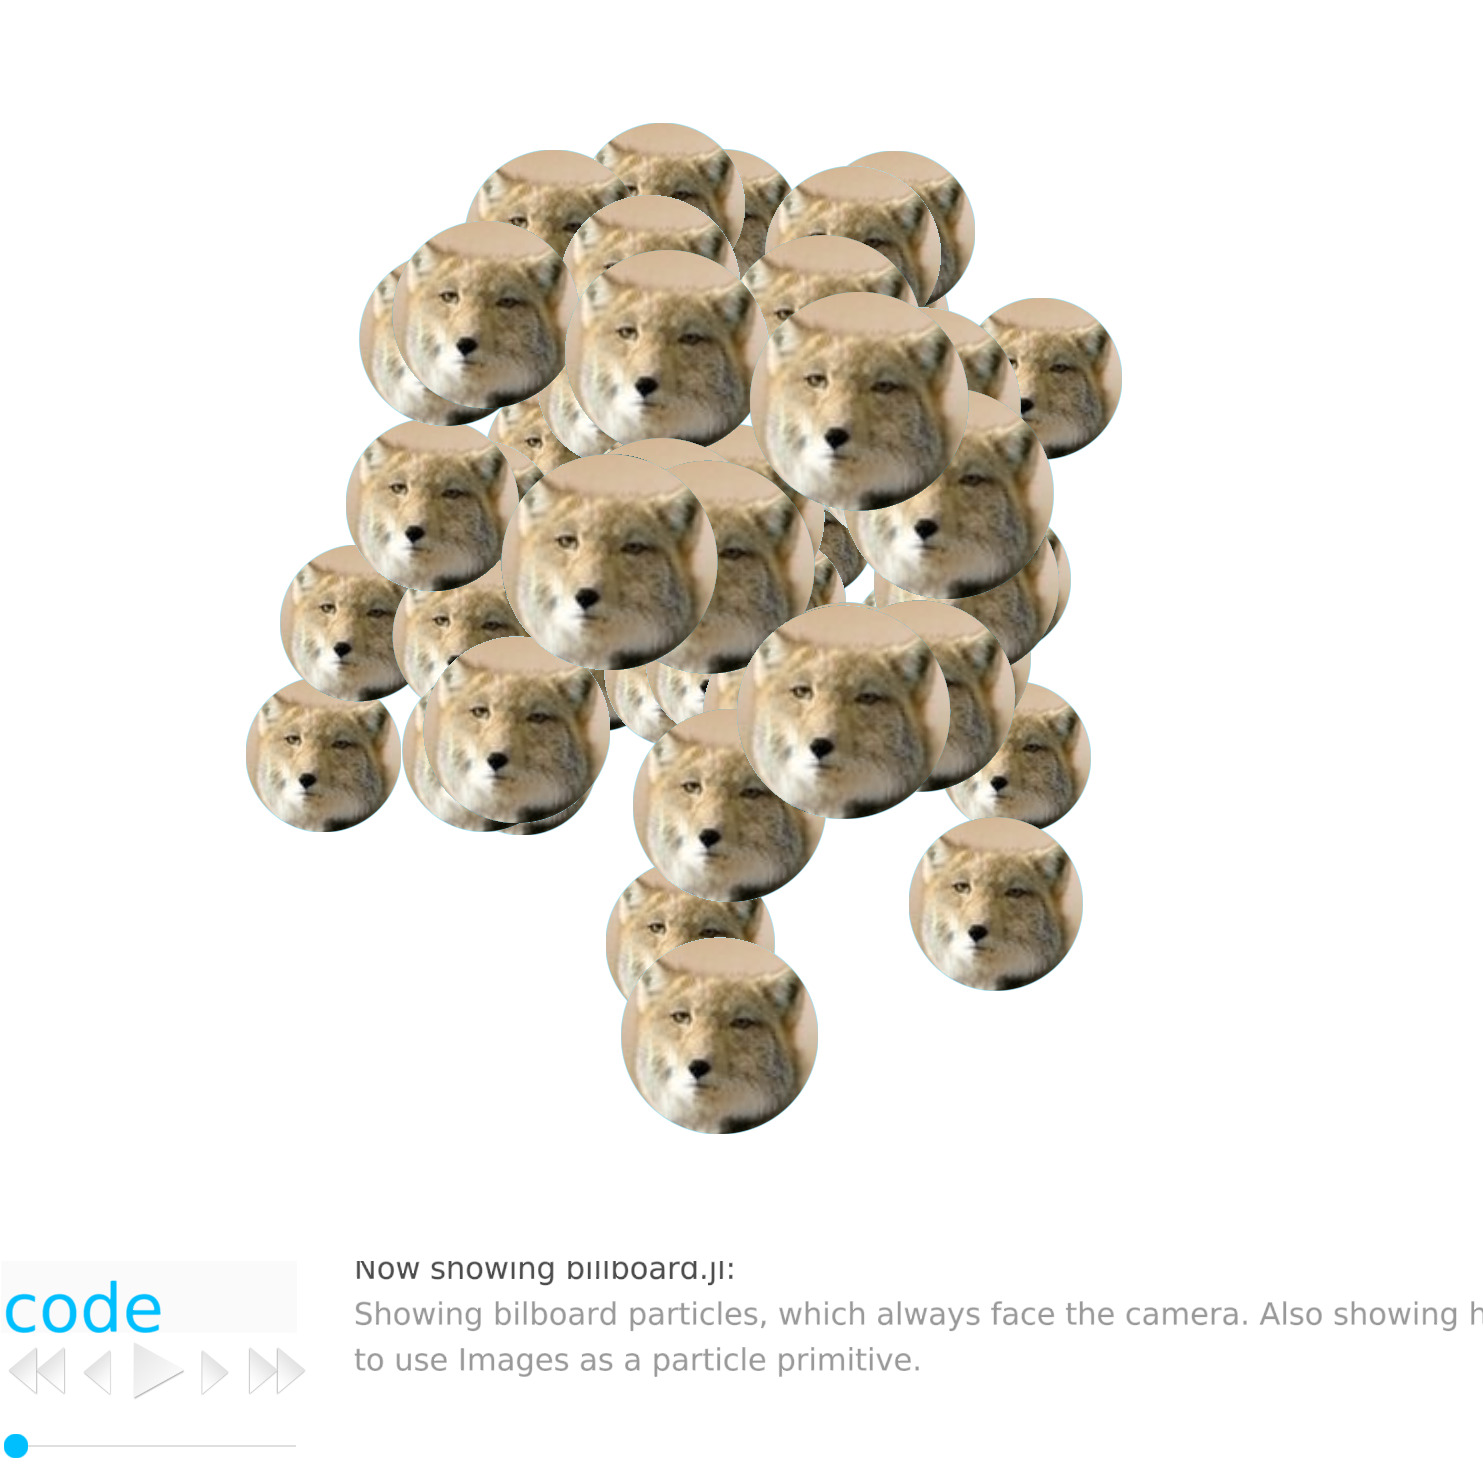 Now showing billboard.jl:
code
Showing bilboard particles, which always face the camera. Also showing h
to use Images as a particle primitive.